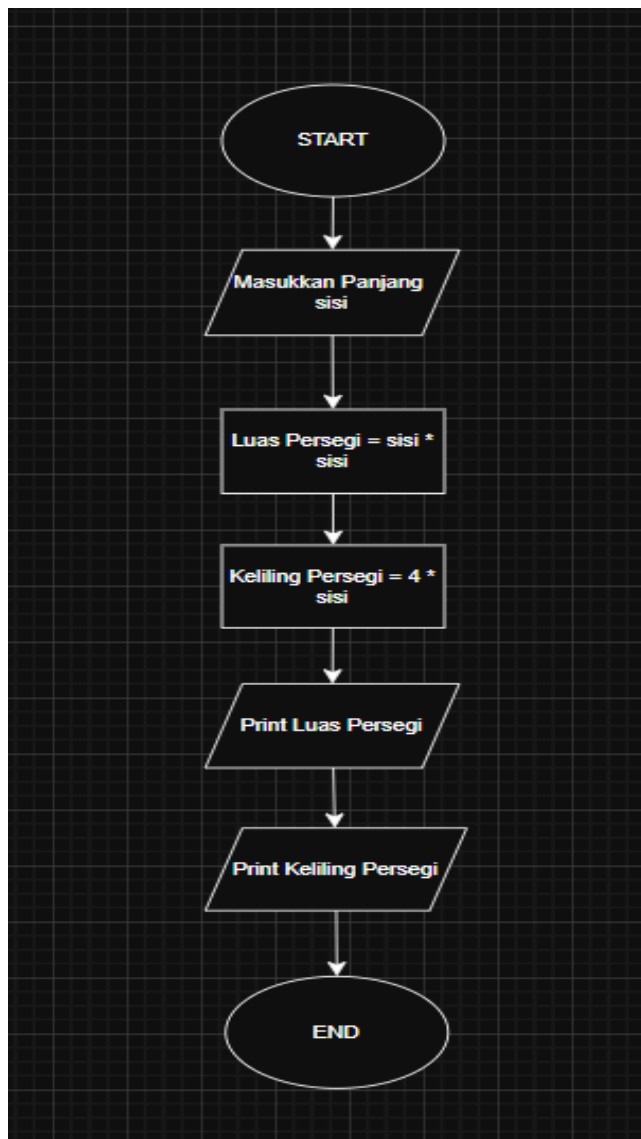 START
Masukkan Panjang
sisi
Luas Persegi = sisi *
sisi
Keliling Persegi = 4 *
sisi
Print Luas Persegi
Print Keliling Persegi
END